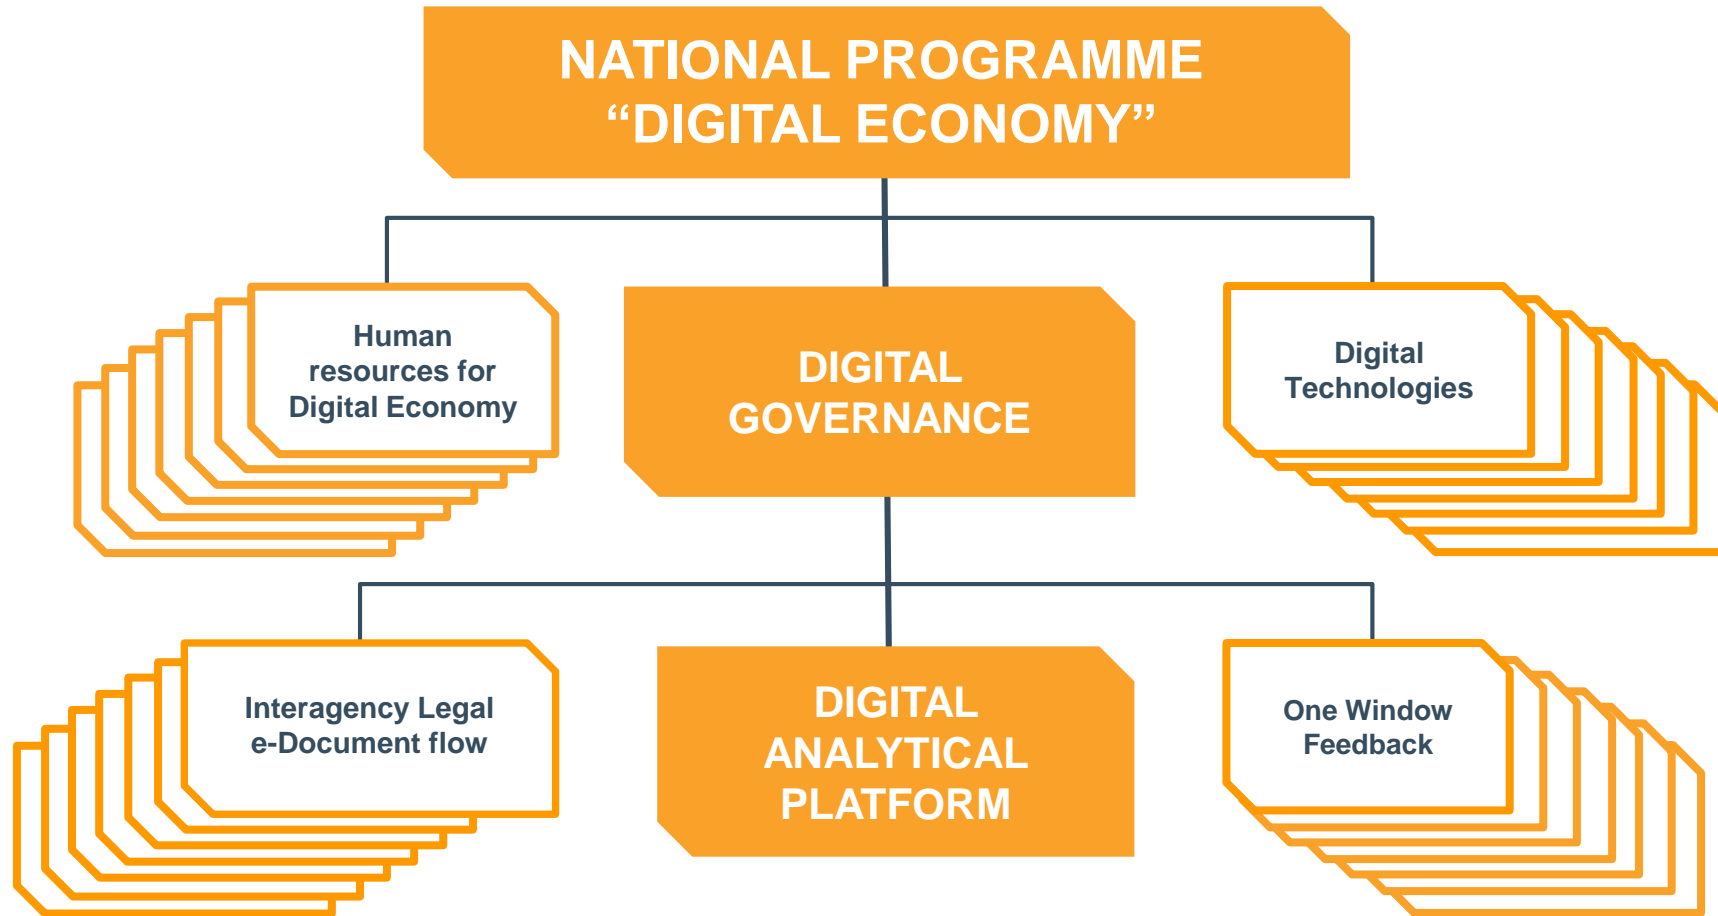 NATIONAL PROGRAMME
“DIGITAL ECONOMY”
Human
resources for
Digital Economy
DIGITAL
GOVERNANCE
Digital
Technologies
Interagency Legal
e-Document flow
DIGITAL
ANALYTICAL
PLATFORM
One Window
Feedback